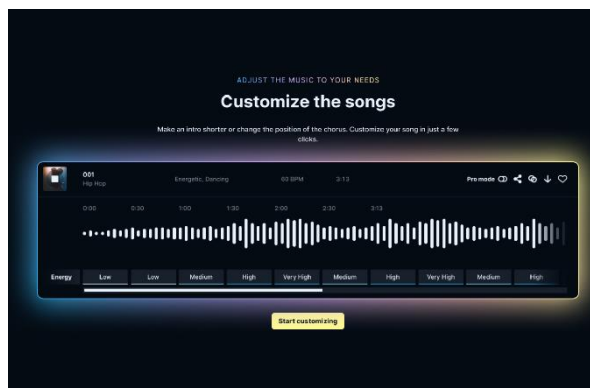 ADJUST THE MUSIC TO YOUR NEEDS
Customize the songs
Make an intro shorter or change the position of the chorus. Customize your song in just a few
clicks.
001
Hip Hop
Energetic, Dancing
60 BPM
3:13
Pro mode
0:00 0:30 1:00 1:30 2:00 2:30 3:13
Energy Low Low Medium High Very High Medium High Very High Medium High
Start customizing